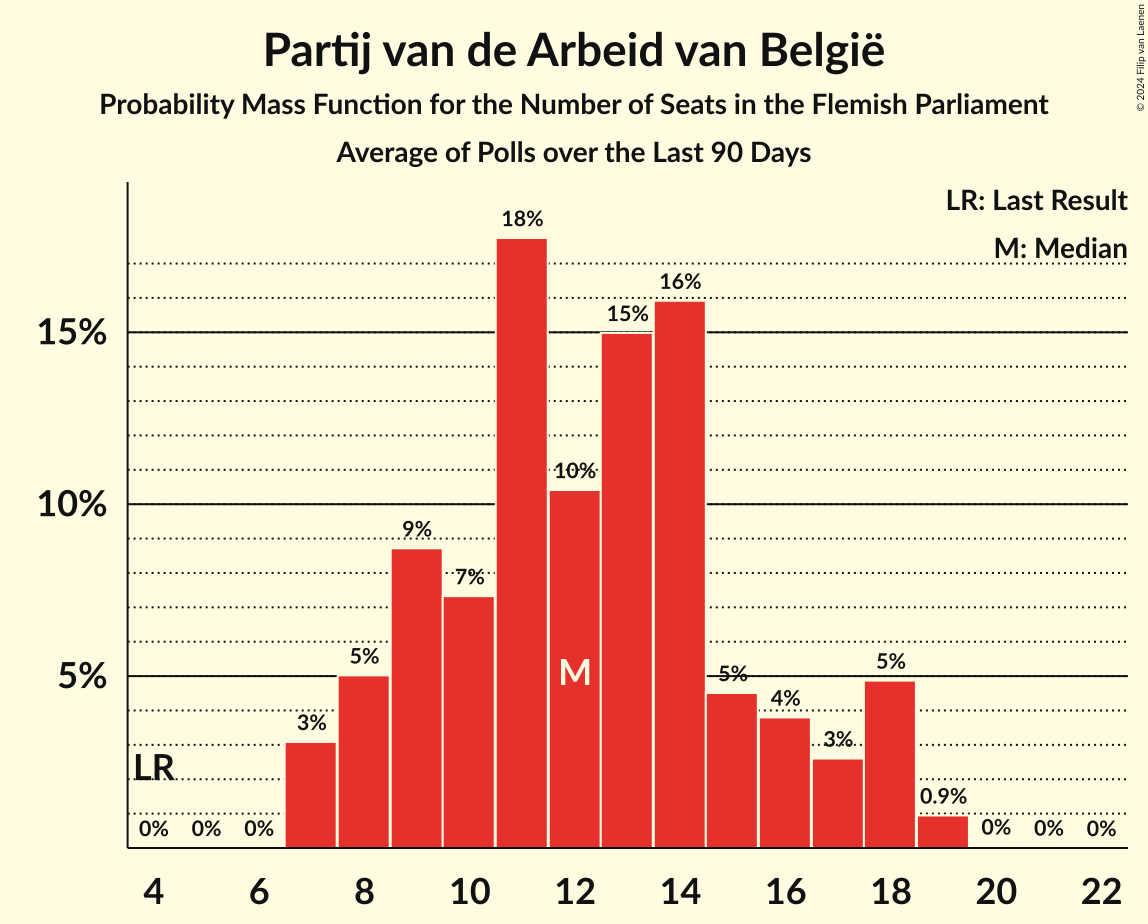 Partij van de Arbeid van België
Probability Mass Function for the Number of Seats in the Flemish Parliament
Average of Polls over the Last 90 Days
© 2024 Filip van Laenen
LR: Last Result
M: Median
15%
10%
5%
0%
0%
0%
3%
5%
9%
7%
18%
10%
15%
16%
5%
4%
3%
5%
0.9%
0%
0%
0%
LR
M
4 6 8 10 12 14 16 18 20 22